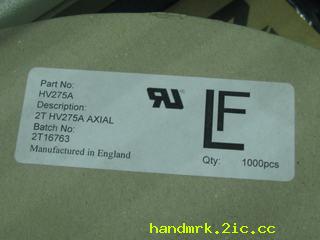 Part No:
HV275A
Description:
2T HV275A AXIAL
Batch No:
2T16763
Manufactured in England
LF
Qty: 1000pcs
handmrk.2ic.cc